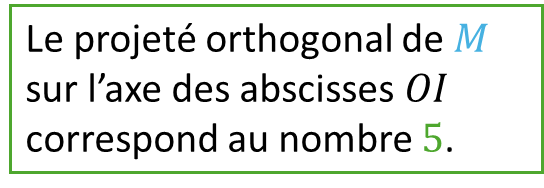 Le projeté orthogonal de M
sur l’axe des abscisses OI
correspond au nombre 5.